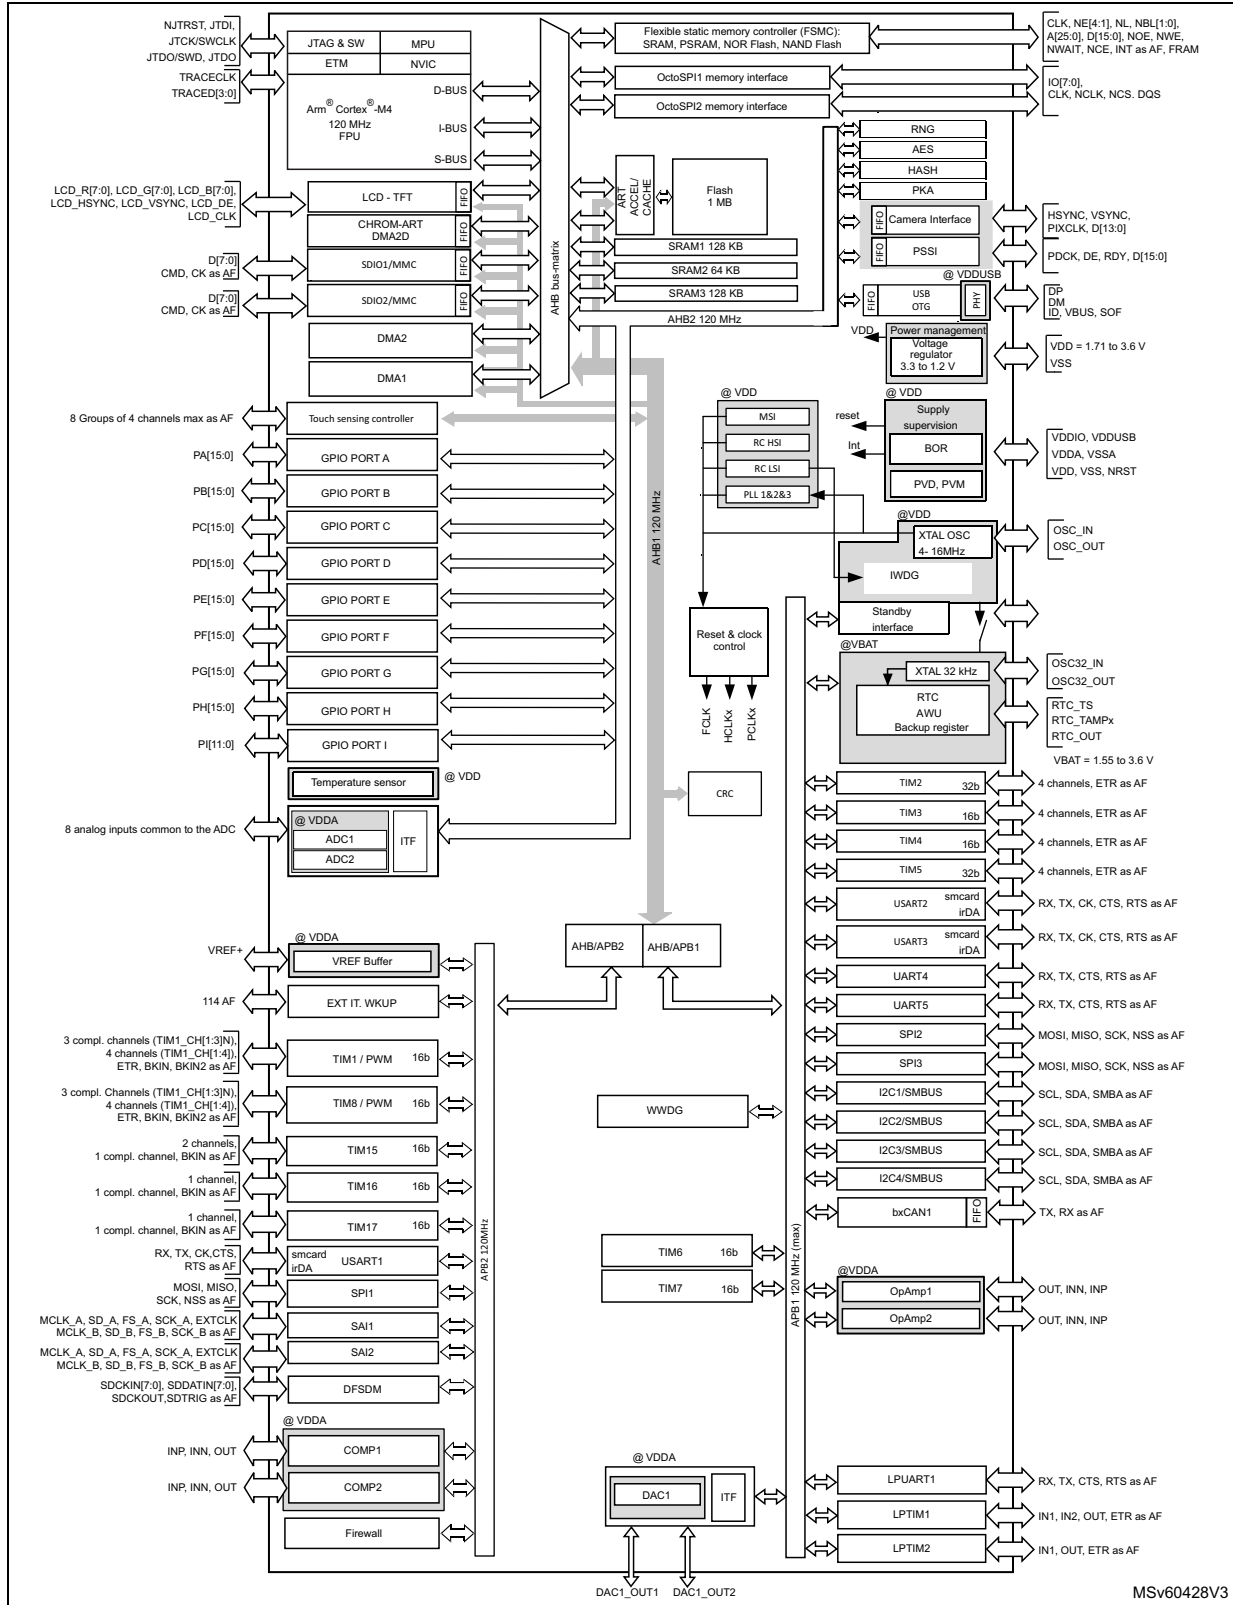 NJTRST, JTDI,
JTCK/SWCLK
JTDO/SWD, JTDO
TRACECLK
TRACED[3:0]
JTAG & SW
MPU
ETM
NVIC
Arm® Cortex®-M4
120 MHz
FPU
D-BUS
I-BUS
S-BUS
AHB bus-matrix
Flexible static memory controller (FSMC):
SRAM, PSRAM, NOR Flash, NAND Flash
CLK, NE[4:1], NL, NBL[1:0],
A[25:0], D[15:0], NOE, NWE,
NWAIT, NCE, INT as AF, FRAM
OctoSPI1 memory interface
OctoSPI2 memory interface
IO[7:0],
CLK, NCLK, NCS. DQS
RNG
AES
HASH
PKA
FIFO
Camera Interface
HSYNC, VSYNC,
PIXCLK, D[13:0]
FIFO
PSSI
PDCK, DE, RDY, D[15:0]
@ VDDUSB
FIFO
USB
OTG
PHY
DP
DM
ID, VBUS, SOF
ART
ACCEL/
CACHE
Flash
1 MB
SRAM1 128 KB
SRAM2 64 KB
SRAM3 128 KB
AHB2 120 MHz
LCD_R[7:0], LCD_G[7:0], LCD_B[7:0],
LCD_HSYNC, LCD_VSYNC, LCD_DE,
LCD_CLK
LCD - TFT
FIFO
CHROM-ART
DMA2D
FIFO
D[7:0]
CMD, CK as AF
SDIO1/MMC
FIFO
D[7:0]
CMD, CK as AF
SDIO2/MMC
FIFO
DMA2
DMA1
VDD
Power management
Voltage
regulator
3.3 to 1.2 V
VDD = 1.71 to 3.6 V
VSS
@ VDD
MSI
RC HSI
RC LSI
PLL 1&2&3
@ VDD
reset
Int
Supply
supervision
BOR
PVD, PVM
VDDIO, VDDUSB
VDDA, VSSA
VDD, VSS, NRST
@VDD
XTAL OSC
4- 16MHz
IWDG
OSC_IN
OSC_OUT
Standby
interface
@VBAT
XTAL 32 kHz
RTC
AWU
Backup register
OSC32_IN
OSC32_OUT
RTC_TS
RTC_TAMPx
RTC_OUT
VBAT = 1.55 to 3.6 V
Reset & clock
control
FCLK
HCLKx
PCLKx
AHB1 120 MHz
8 Groups of 4 channels max as AF
Touch sensing controller
PA[15:0]
GPIO PORT A
PB[15:0]
GPIO PORT B
PC[15:0]
GPIO PORT C
PD[15:0]
GPIO PORT D
PE[15:0]
GPIO PORT E
PF[15:0]
GPIO PORT F
PG[15:0]
GPIO PORT G
PH[15:0]
GPIO PORT H
PI[11:0]
GPIO PORT I
Temperature sensor
@ VDD
8 analog inputs common to the ADC
@ VDDA
ADC1
ADC2
ITF
CRC
AHB/APB2
AHB/APB1
VREF+
@ VDDA
VREF Buffer
114 AF
EXT IT. WKUP
3 compl. channels (TIM1_CH[1:3]N),
4 channels (TIM1_CH[1:4]),
ETR, BKIN, BKIN2 as AF
TIM1 / PWM
16b
3 compl. Channels (TIM1_CH[1:3]N),
4 channels (TIM1_CH[1:4]),
ETR, BKIN, BKIN2 as AF
TIM8 / PWM
16b
2 channels,
1 compl. channel, BKIN as AF
TIM15
16b
1 channel,
1 compl. channel, BKIN as AF
TIM16
16b
1 channel,
1 compl. channel, BKIN as AF
TIM17
16b
RX, TX, CK,CTS,
RTS as AF
smcard
irDA
USART1
MOSI, MISO,
SCK, NSS as AF
SPI1
MCLK_A, SD_A, FS_A, SCK_A, EXTCLK
MCLK_B, SD_B, FS_B, SCK_B as AF
SAI1
MCLK_A, SD_A, FS_A, SCK_A, EXTCLK
MCLK_B, SD_B, FS_B, SCK_B as AF
SAI2
SDCKIN[7:0], SDDATIN[7:0],
SDCKOUT,SDTRIG as AF
DFSDM
@ VDDA
INP, INN, OUT
COMP1
INP, INN, OUT
COMP2
Firewall
APB2 120MHz
WWDG
TIM6
16b
TIM7
16b
@ VDDA
DAC1
ITF
DAC1_OUT1
DAC1_OUT2
APB1 120 MHz (max)
TIM2
32b
4 channels, ETR as AF
TIM3
16b
4 channels, ETR as AF
TIM4
16b
4 channels, ETR as AF
TIM5
32b
4 channels, ETR as AF
USART2
smcard
irDA
RX, TX, CK, CTS, RTS as AF
USART3
smcard
irDA
RX, TX, CK, CTS, RTS as AF
UART4
RX, TX, CTS, RTS as AF
UART5
RX, TX, CTS, RTS as AF
SPI2
MOSI, MISO, SCK, NSS as AF
SPI3
MOSI, MISO, SCK, NSS as AF
I2C1/SMBUS
SCL, SDA, SMBA as AF
I2C2/SMBUS
SCL, SDA, SMBA as AF
I2C3/SMBUS
SCL, SDA, SMBA as AF
I2C4/SMBUS
SCL, SDA, SMBA as AF
bxCAN1
FIFO
TX, RX as AF
@VDDA
OpAmp1
OUT, INN, INP
OpAmp2
OUT, INN, INP
LPUART1
RX, TX, CTS, RTS as AF
LPTIM1
IN1, IN2, OUT, ETR as AF
LPTIM2
IN1, OUT, ETR as AF
MSv60428V3